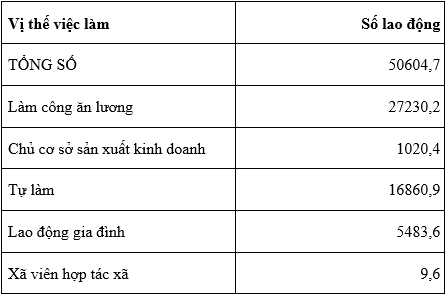 Vị thế việc làm Số lao động
TỔNG SỐ 50604,7
Làm công ăn lương 27230,2
Chủ cơ sở sản xuất kinh doanh 1020,4
Tự làm 16860,9
Lao động gia đình 5483,6
Xã viên hợp tác xã 9,6